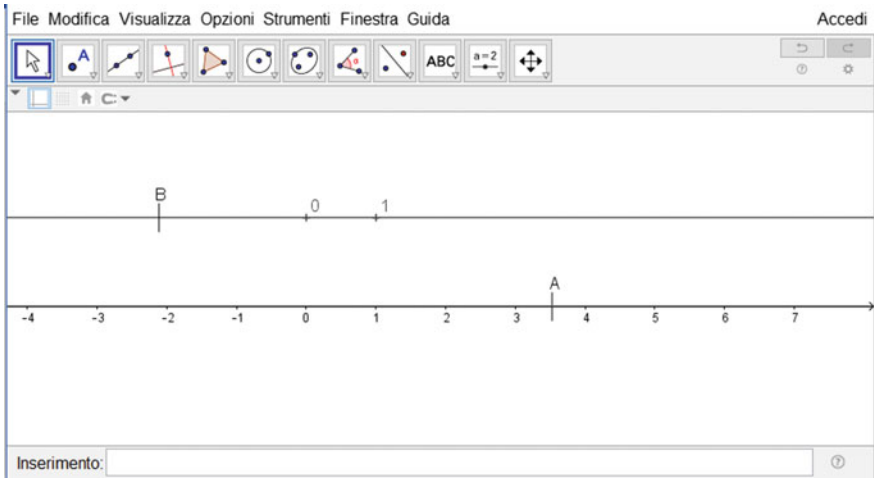 File Modifica Visualizza Opzioni Strumenti Finestra Guida Accedi
A α ABC a=2
B 0 1
A
-4 -3 -2 -1 0 1 2 3 4 5 6 7
Inserimento: